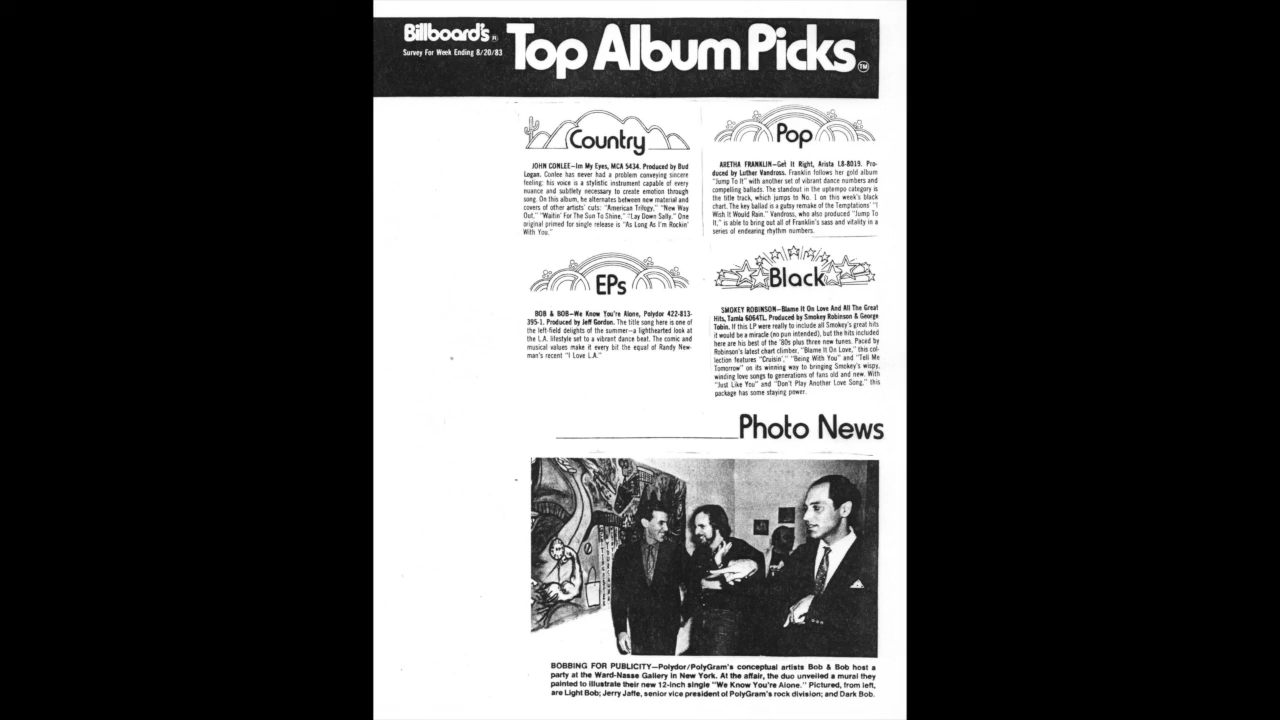 Billboard's ®
Survey For Week Ending 8/20/83
Top Album Picks ™
Country
JOHN CONLEE—Im My Eyes, MCA 5434. Produced by Bud
Logan. Conlee has never had a problem conveying sincere
feeling: his voice is a stylistic instrument capable of every
nuance and subtlety necessary to create emotion through
song. On this album, he alternates between new material and
covers of other artists' cuts: "American Trilogy," "New Way
Out," "Waitin' For The Sun To Shine," "Lay Down Sally." One
original primed for single release is "As Long As I'm Rockin'
With You."
EPs
BOB & BOB—We Know You're Alone, Polydor 422-813-
395-1. Produced by Jeff Gordon. The title song here is one of
the left-field delights of the summer—a lighthearted look at
the L.A. lifestyle set to a vibrant dance beat. The comic and
musical values make it every bit the equal of Randy New-
man's recent "I Love L.A."
Pop
ARETHA FRANKLIN—Get It Right, Arista L8-8019. Pro-
duced by Luther Vandross. Franklin follows her gold album
"Jump To It" with another set of vibrant dance numbers and
compelling ballads. The standout in the uptempo category is
the title track, which jumps to No. 1 on this week's black
chart. The key ballad is a gutsy remake of the Temptations' "I
Wish It Would Rain." Vandross, who also produced "Jump To
It," is able to bring out all of Franklin's sass and vitality in a
series of endearing rhythm numbers.
Black
SMOKEY ROBINSON—Blame It On Love And All The Great
Hits, Tamla 6064TL. Produced by Smokey Robinson & George
Tobin. If this LP were really to include all Smokey's great hits
it would be a miracle (no pun intended), but the hits included
here are his best of the '80s plus three new tunes. Paced by
Robinson's latest chart climber, "Blame It On Love," this col-
lection features "Cruisin'," "Being With You" and "Tell Me
Tomorrow" on its winning way to bringing Smokey's wispy,
winding love songs to generations of fans old and new. With
"Just Like You" and "Don't Play Another Love Song," this
package has some staying power.
Photo News
BOBBING FOR PUBLICITY—Polydor/PolyGram's conceptual artists Bob & Bob host a
party at the Ward-Nasse Gallery in New York. At the affair, the duo unveiled a mural they
painted to illustrate their new 12-inch single "We Know You're Alone." Pictured, from left,
are Light Bob; Jerry Jaffe, senior vice president of PolyGram's rock division; and Dark Bob.